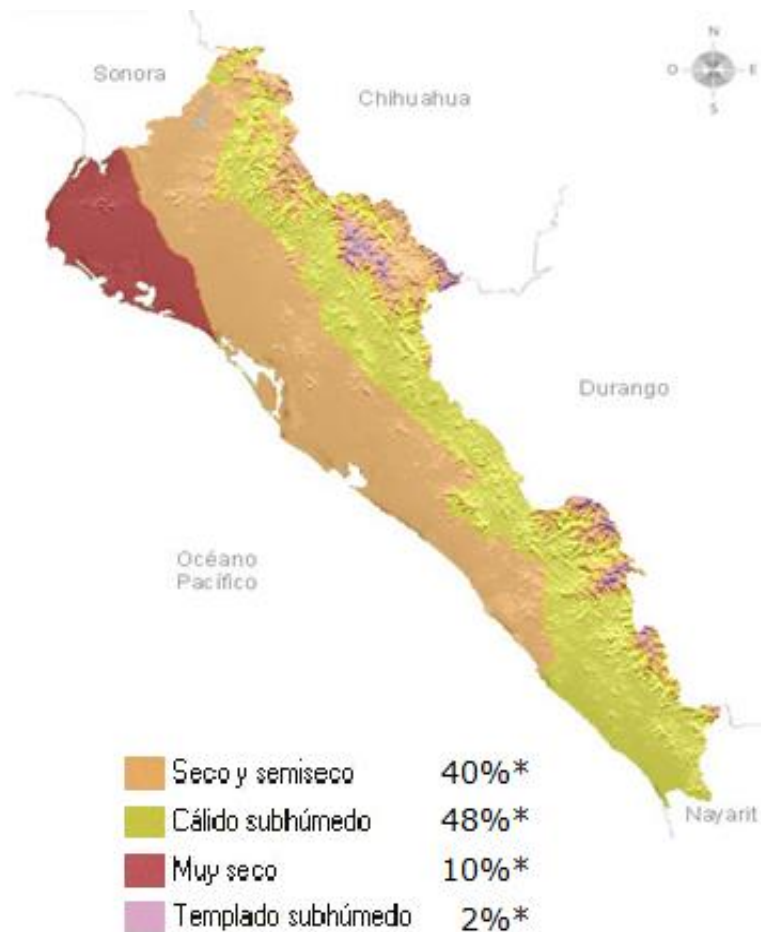 Sonora
Chihuahua
N
O E
S
Durango
Océano
Pacífico
Nayarit
Seco y semiseco 40%*
Cálido subhúmedo 48%*
Muy seco 10%*
Templado subhúmedo 2%*